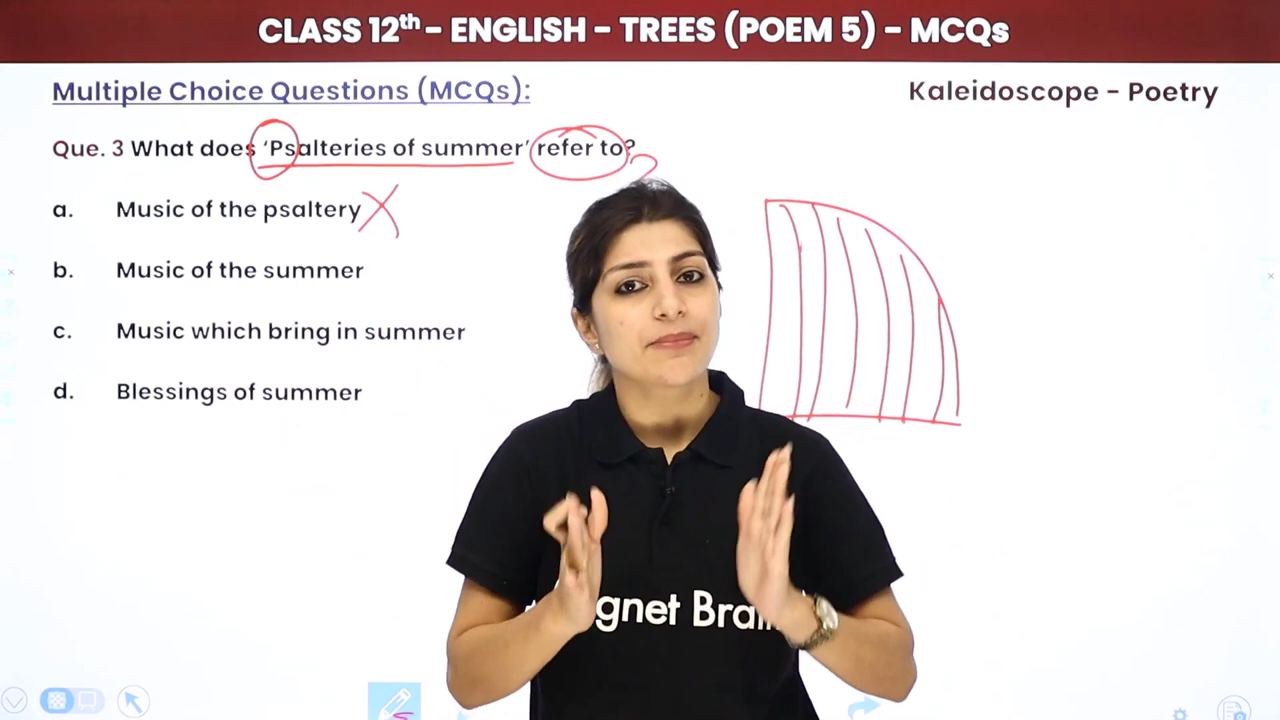 CLASS 12th - ENGLISH - TREES (POEM 5) - MCQs
Multiple Choice Questions (MCQs):
Kaleidoscope - Poetry
Que. 3 What does 'Psalteries of summer' refer to?
a. Music of the psaltery
b. Music of the summer
c. Music which bring in summer
d. Blessings of summer